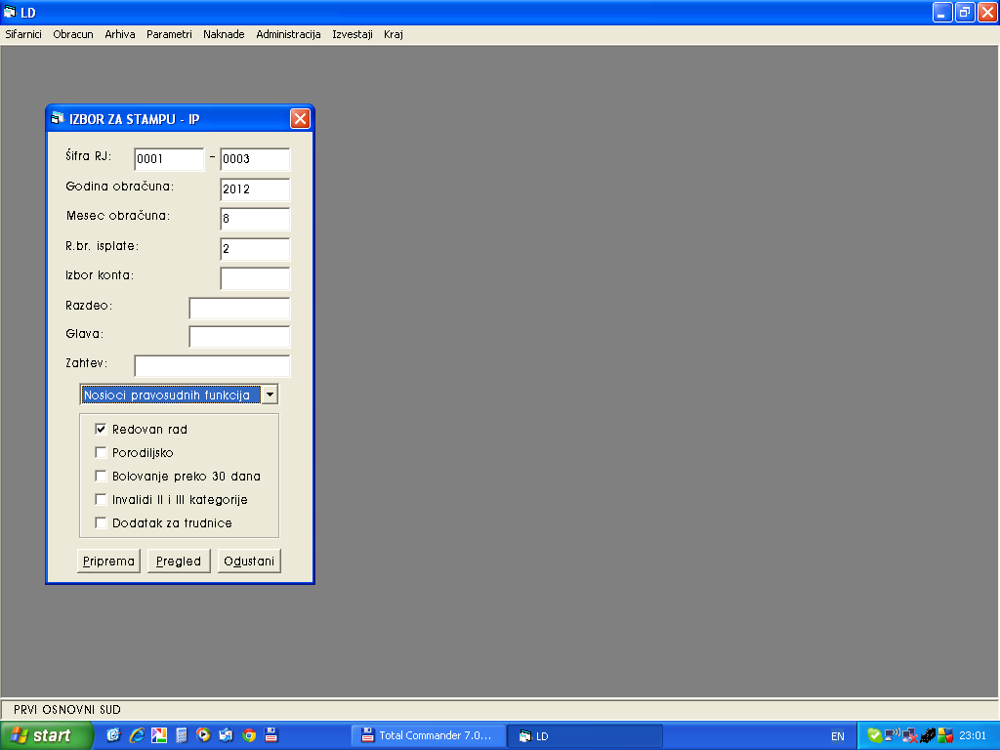 LD
Sifarnici Obracun Arhiva Parametri Naknade Administracija Izvestaji Kraj
IZBOR ZA STAMPU - IP
Šifra RJ: 0001 - 0003
Godina obračuna: 2012
Mesec obračuna: 8
R.br. isplate: 2
Izbor konta:
Razdeo:
Glava:
Zahtev:
Nosioci pravosudnih funkcija
Redovan rad
Porodiljsko
Bolovanje preko 30 dana
Invalidi II i III kategorije
Dodatak za trudnice
Priprema Pregled Odustani
PRVI OSNOVNI SUD
start Total Commander 7.0... LD EN 23:01